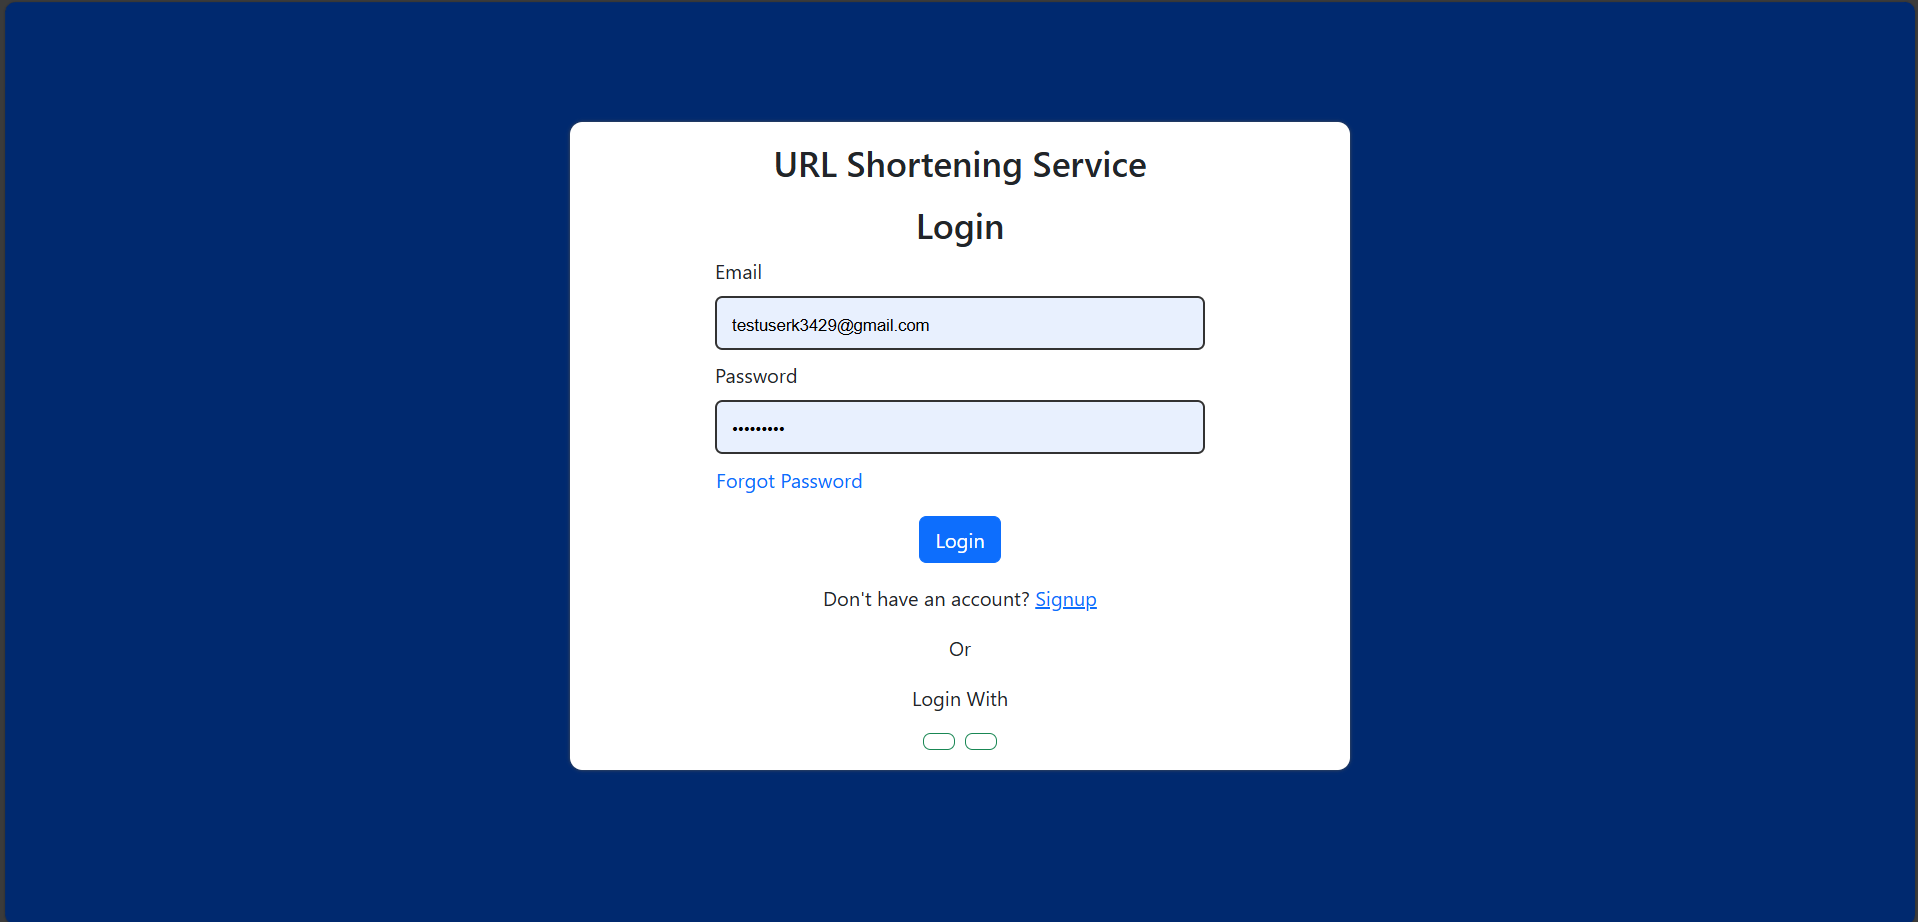 URL Shortening Service
Login
Email
testuserk3429@gmail.com
Password
•••••••••
Forgot Password
Login
Don't have an account? Signup
Or
Login With